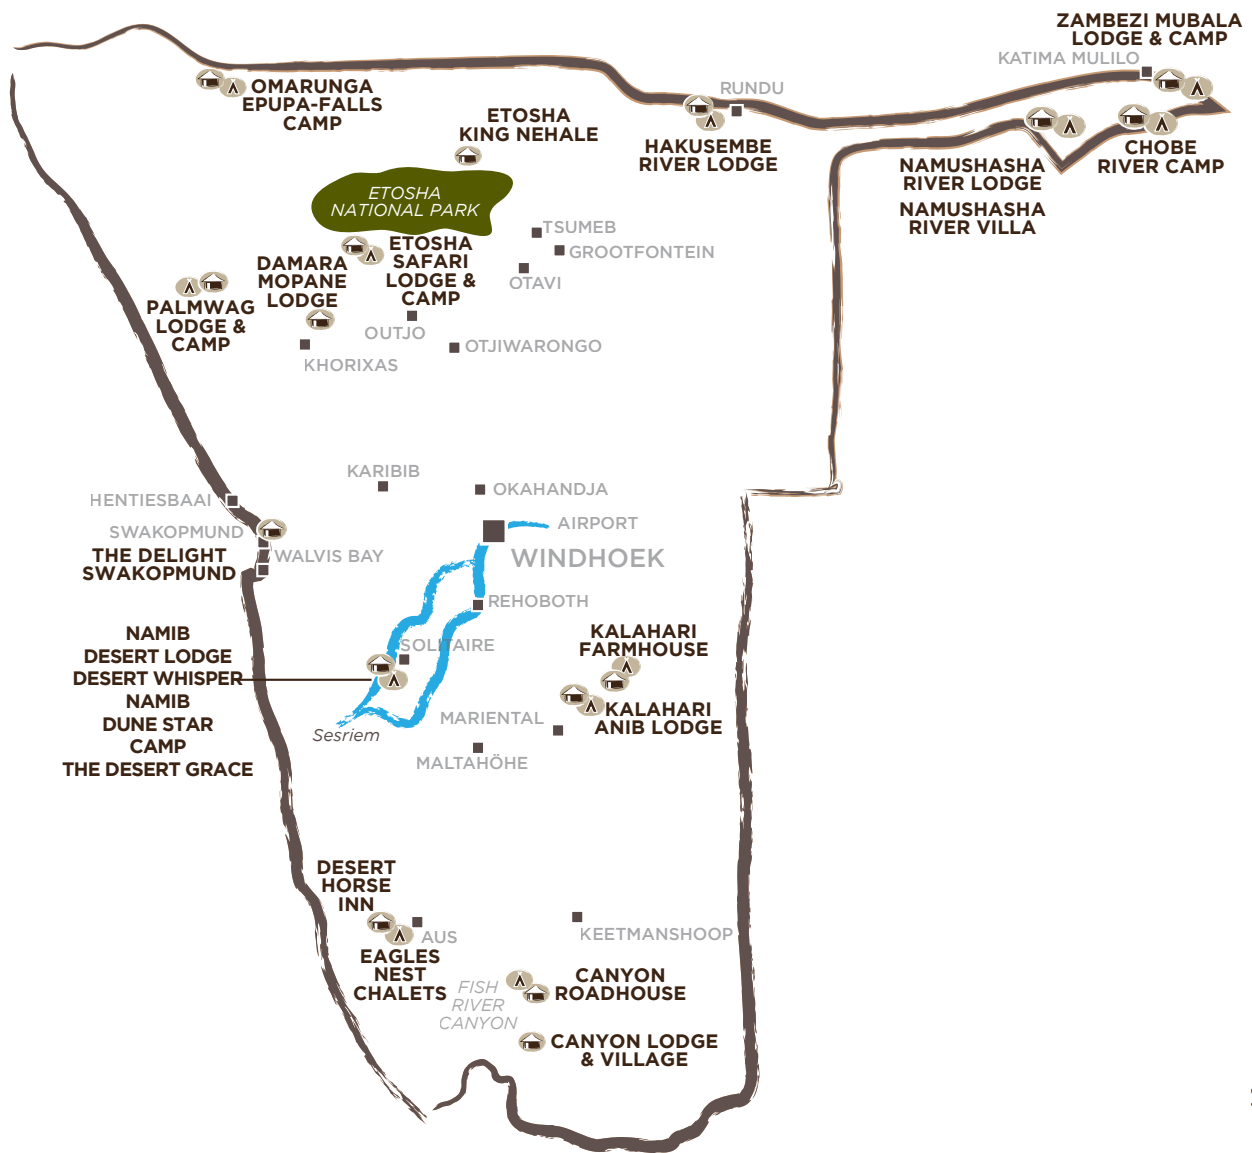 ZAMBEZI MUBALA
LODGE & CAMP
KATIMA MULILO
OMARUNGA
EPUPA-FALLS
CAMP
RUNDU
ETOSHA
KING NEHALE
HAKUSEMBE
RIVER LODGE
CHOBE
RIVER CAMP
NAMUSHASHA
RIVER LODGE
NAMUSHASHA
RIVER VILLA
ETOSHA
NATIONAL PARK
TSUMEB
GROOTFONTEIN
OTAVI
ETOSHA
SAFARI
LODGE &
CAMP
DAMARA
MOPANE
LODGE
PALMWAG
LODGE &
CAMP
OUTJO
OTJIWARONGO
KHORIXAS
KARIBIB
OKAHANDJA
HENTIESBAAI
AIRPORT
SWAKOPMUND
WINDHOEK
THE DELIGHT
SWAKOPMUND
WALVIS BAY
REHOBOTH
SOLITAIRE
NAMIB
DESERT LODGE
DESERT WHISPER
NAMIB
DUNE STAR
CAMP
THE DESERT GRACE
KALAHARI
FARMHOUSE
KALAHARI
ANIB LODGE
MARIENTAL
Sesriem
MALTAHÖHE
DESERT
HORSE
INN
AUS
EAGLES
NEST
CHALETS
KEETMANSHOOP
FISH
RIVER
CANYON
CANYON
ROADHOUSE
CANYON LODGE
& VILLAGE